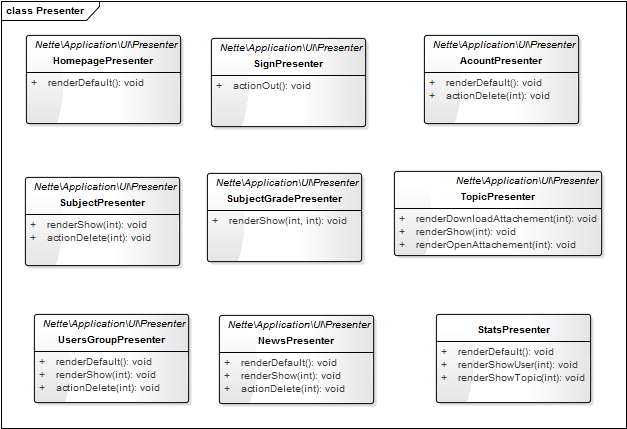 class Presenter
Nette\Application\UI\Presenter
HomepagePresenter
+ renderDefault(): void
Nette\Application\UI\Presenter
SignPresenter
+ actionOut(): void
Nette\Application\UI\Presenter
AcountPresenter
+ renderDefault(): void
+ actionDelete(int): void
Nette\Application\UI\Presenter
SubjectPresenter
+ renderShow(int): void
+ actionDelete(int): void
Nette\Application\UI\Presenter
SubjectGradePresenter
+ renderShow(int, int): void
Nette\Application\UI\Presenter
TopicPresenter
+ renderDownloadAttachement(int): void
+ renderShow(int): void
+ renderOpenAttachement(int): void
Nette\Application\UI\Presenter
UsersGroupPresenter
+ renderDefault(): void
+ renderShow(int): void
+ actionDelete(int): void
Nette\Application\UI\Presenter
NewsPresenter
+ renderDefault(): void
+ renderShow(int): void
+ actionDelete(int): void
StatsPresenter
+ renderDefault(): void
+ renderShowUser(int): void
+ renderShowTopic(int): void